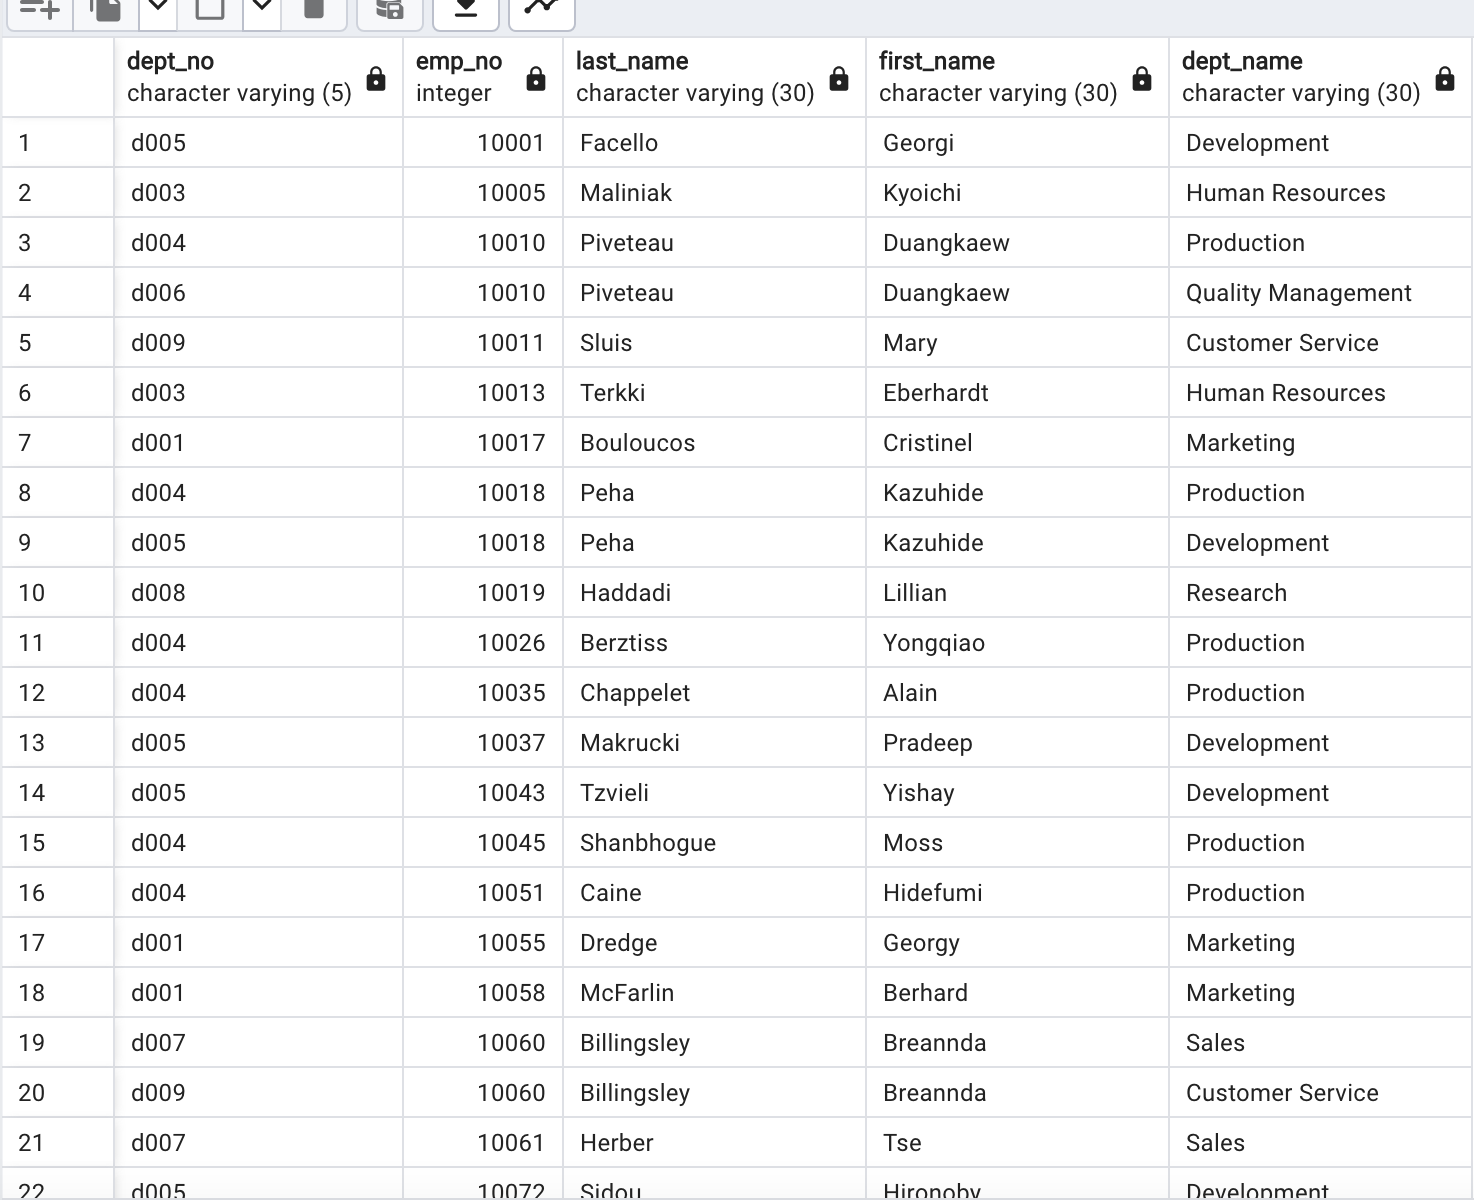 dept_no emp_no last_name first_name dept_name
character varying (5) integer character varying (30) character varying (30) character varying (30)
1 d005 10001 Facello Georgi Development
2 d003 10005 Maliniak Kyoichi Human Resources
3 d004 10010 Piveteau Duangkaew Production
4 d006 10010 Piveteau Duangkaew Quality Management
5 d009 10011 Sluis Mary Customer Service
6 d003 10013 Terkki Eberhardt Human Resources
7 d001 10017 Bouloucos Cristinel Marketing
8 d004 10018 Peha Kazuhide Production
9 d005 10018 Peha Kazuhide Development
10 d008 10019 Haddadi Lillian Research
11 d004 10026 Berztiss Yongqiao Production
12 d004 10035 Chappelet Alain Production
13 d005 10037 Makrucki Pradeep Development
14 d005 10043 Tzvieli Yishay Development
15 d004 10045 Shanbhogue Moss Production
16 d004 10051 Caine Hidefumi Production
17 d001 10055 Dredge Georgy Marketing
18 d001 10058 McFarlin Berhard Marketing
19 d007 10060 Billingsley Breannda Sales
20 d009 10060 Billingsley Breannda Customer Service
21 d007 10061 Herber Tse Sales
22 d005 10072 Sidou Hironoby Development